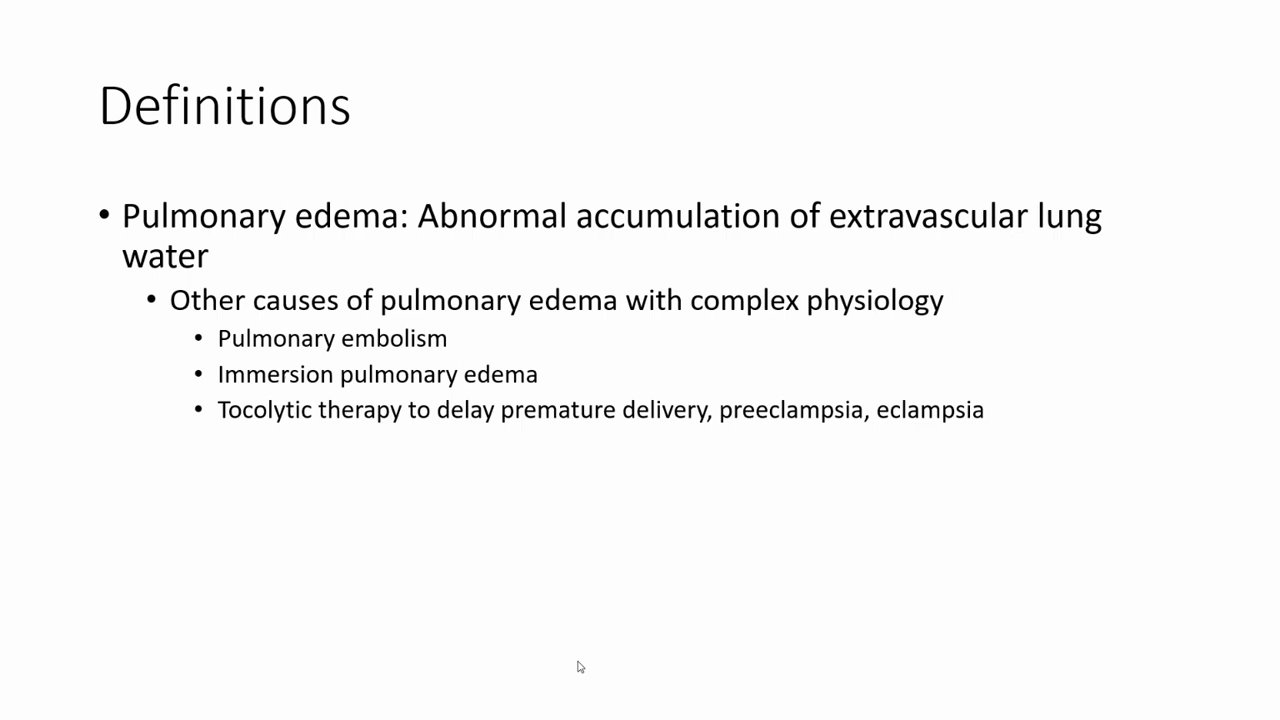 Definitions
• Pulmonary edema: Abnormal accumulation of extravascular lung
water
• Other causes of pulmonary edema with complex physiology
• Pulmonary embolism
• Immersion pulmonary edema
• Tocolytic therapy to delay premature delivery, preeclampsia, eclampsia